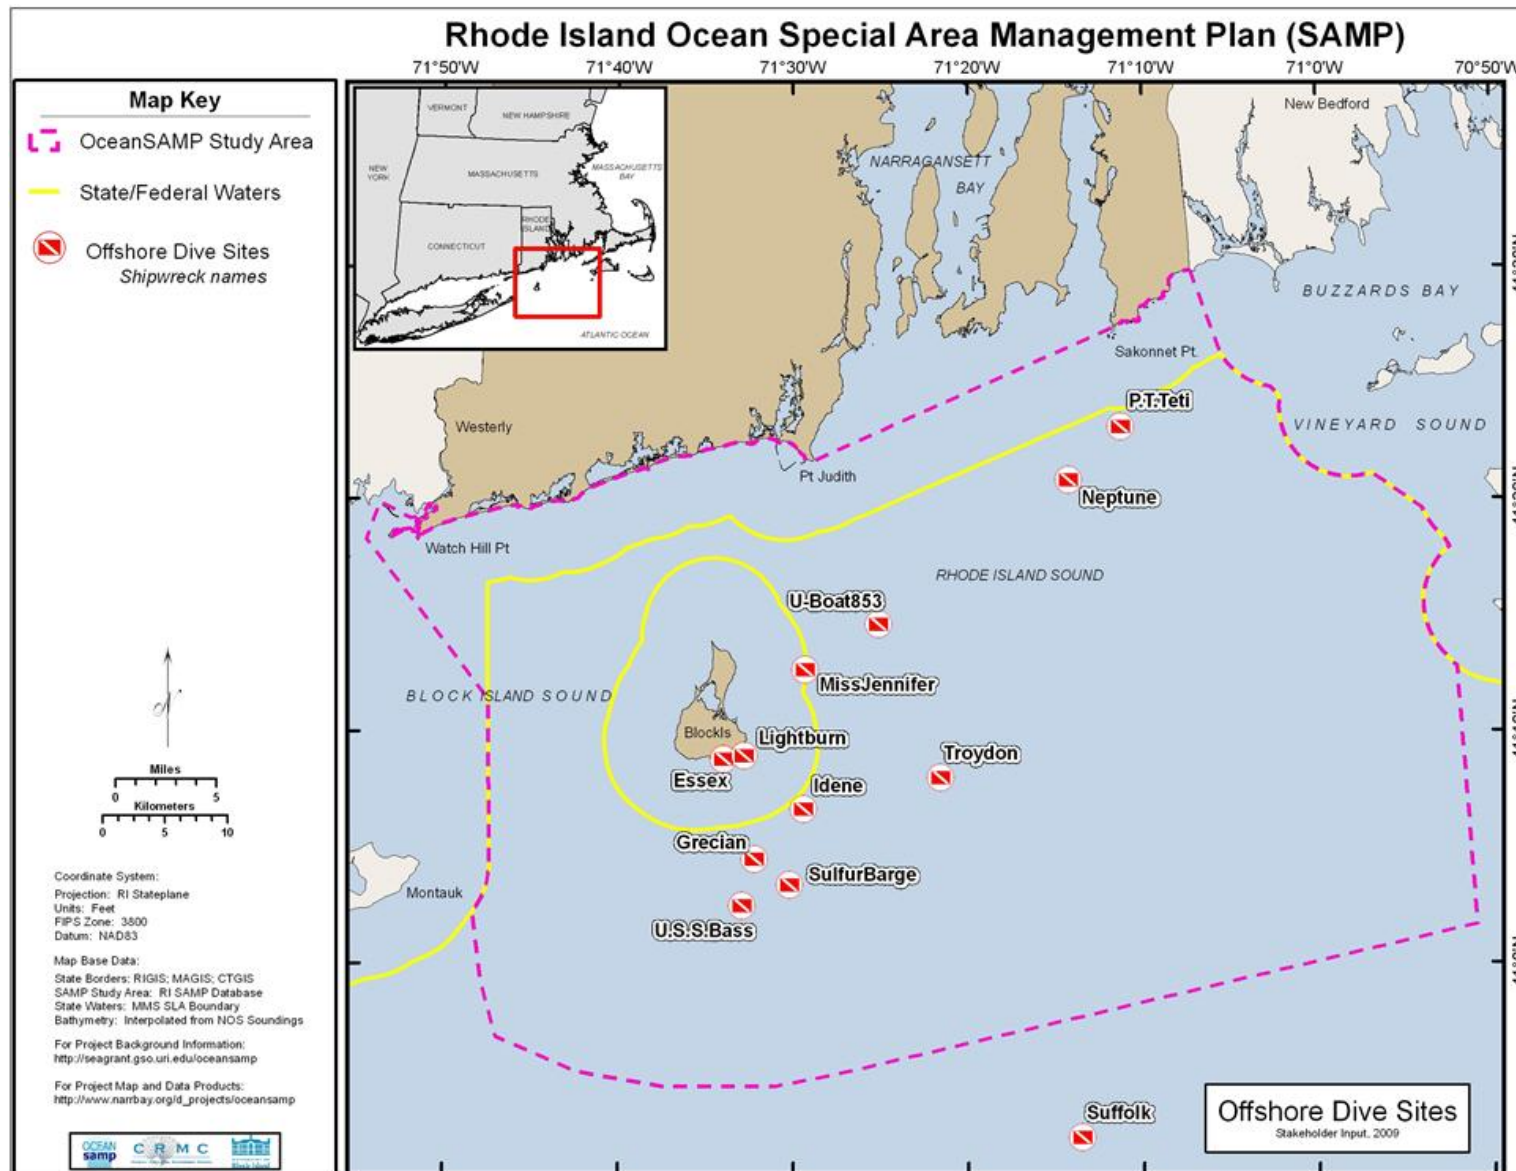 Rhode Island Ocean Special Area Management Plan (SAMP)
71°50'W 71°40'W 71°30'W 71°20'W 71°10'W 71°0'W 70°50'W
Map Key
OceanSAMP Study Area
State/Federal Waters
Offshore Dive Sites
Shipwreck names
VERMONT
NEW HAMPSHIRE
NEW
YORK
MASSACHUSETTS
MASSACHUSETTS
BAY
RHODE
ISLAND
CONNECTICUT
ATLANTIC OCEAN
New Bedford
NARRAGANSETT
BAY
BUZZARDS BAY
Sakonnet Pt.
P.T.Teti
VINEYARD SOUND
Westerly
Pt Judith
Neptune
Watch Hill Pt
RHODE ISLAND SOUND
U-Boat853
MissJennifer
BLOCK ISLAND SOUND
BlockIs
Lightburn
Essex
Troydon
Idene
Grecian
SulfurBarge
Montauk
U.S.S.Bass
Suffolk
N
Miles
0 5
Kilometers
0 5 10
Coordinate System:
Projection: RI Stateplane
Units: Feet
FIPS Zone: 3800
Datum: NAD83
Map Base Data:
State Borders: RIGIS; MAGIS; CTGIS
SAMP Study Area: RI SAMP Database
State Waters: MMS SLA Boundary
Bathymetry: Interpolated from NOS Soundings
For Project Background Information:
http://seagrant.gso.uri.edu/oceansamp
For Project Map and Data Products:
http://www.narrbay.org/d_projects/oceansamp
OCEAN
samp
CRMC
Offshore Dive Sites
Stakeholder Input, 2009